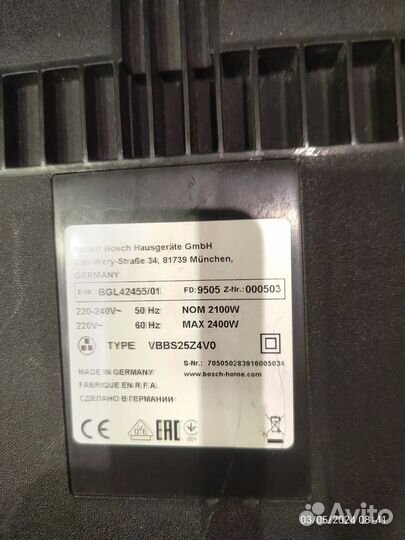 Robert Bosch Hausgeräte GmbH
Carl-Wery-Straße 34, 81739 München,
GERMANY
E-Nr.: BGL42455/01 FD: 9505 Z-Nr.: 000503
220-240V~ 50 Hz NOM 2100W
220V~ 60 Hz MAX 2400W
TYPE VBBS25Z4V0
S-Nr.: 705050283916005034
MADE IN GERMANY www.bosch-home.com
FABRIQUE EN R.F.A.
СДЕЛАНО В ГЕРМАНИИ
CE EAC 001
03/05/2024 08:41
Avito